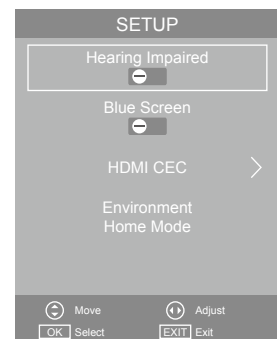 SETUP
Hearing Impaired
Blue Screen
HDMI CEC
Environment
Home Mode
Move
Adjust
OK Select
EXIT Exit